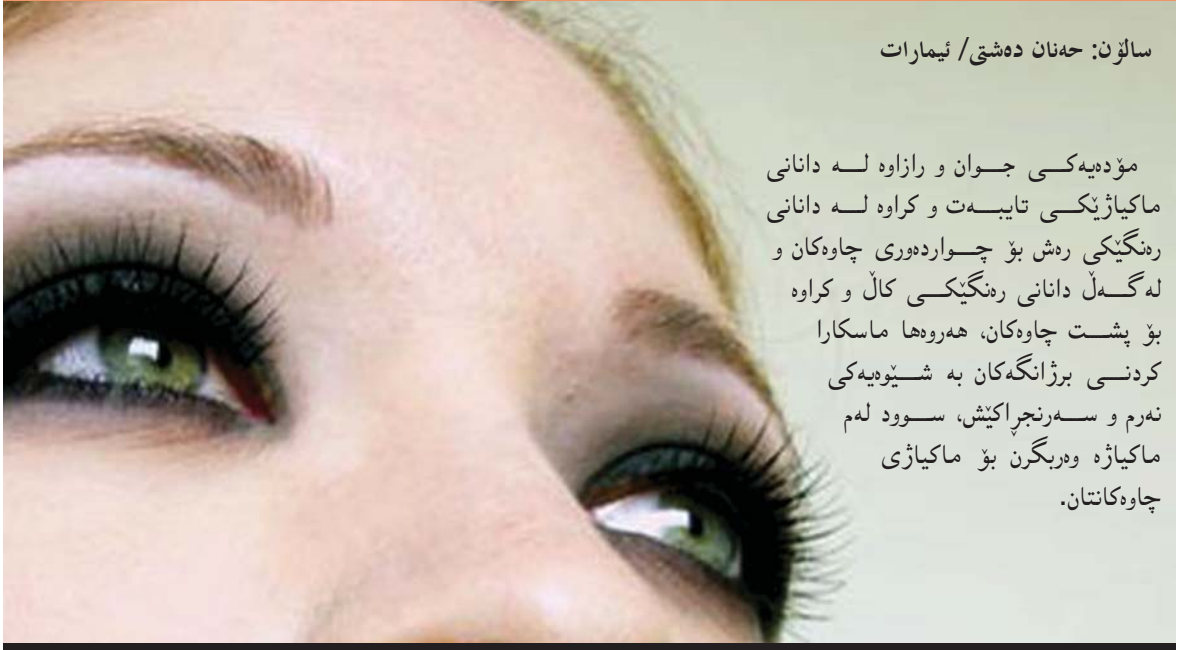 سالۆن: حەنان دەشتی/ ئیمارات
مۆدەیەکی جوان و رازاوە لە دانانی
ماکیاژێکی تایبەت و کراوە لە دانانی
رەنگێکی رەش بۆ چواردەوری چاوەکان و
لەگەڵ دانانی رەنگێکی کاڵ و کراوە
بۆ پشت چاوەکان، هەروەها ماسکارا
کردنی برژانگەکان بە شێوەیەکی
نەرم و سەرنجڕاکێش، سوود لەم
ماکیاژە وەربگرن بۆ ماکیاژی
چاوەکانتان.